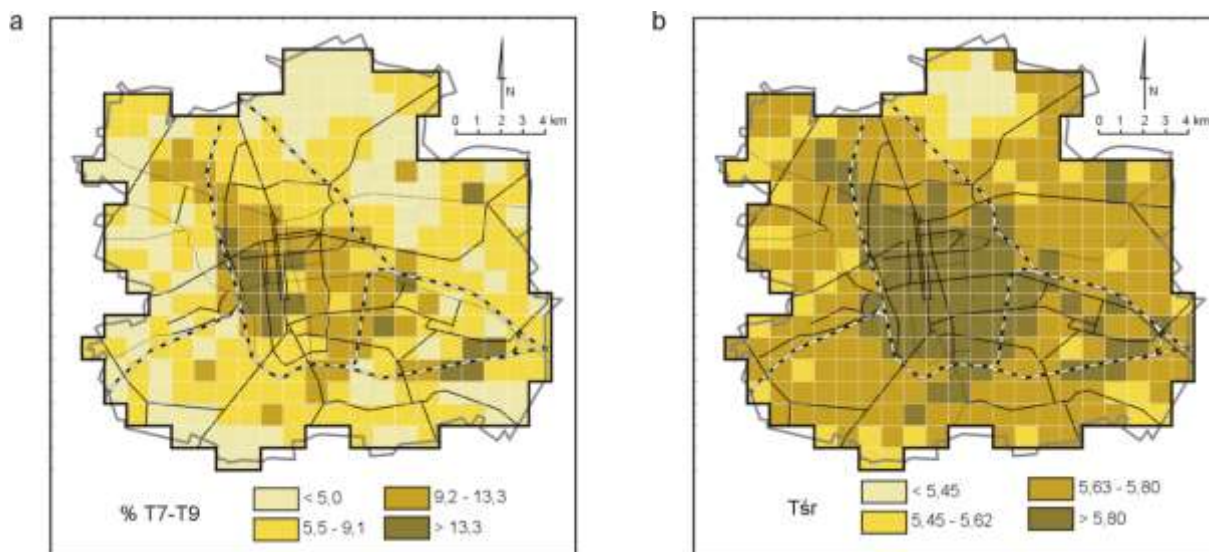 a
N
0 1 2 3 4 km
% T7-T9
< 5,0
5,5 - 9,1
9,2 - 13,3
> 13,3
b
N
0 1 2 3 4 km
Tśr
< 5,45
5,45 - 5,62
5,63 - 5,80
> 5,80